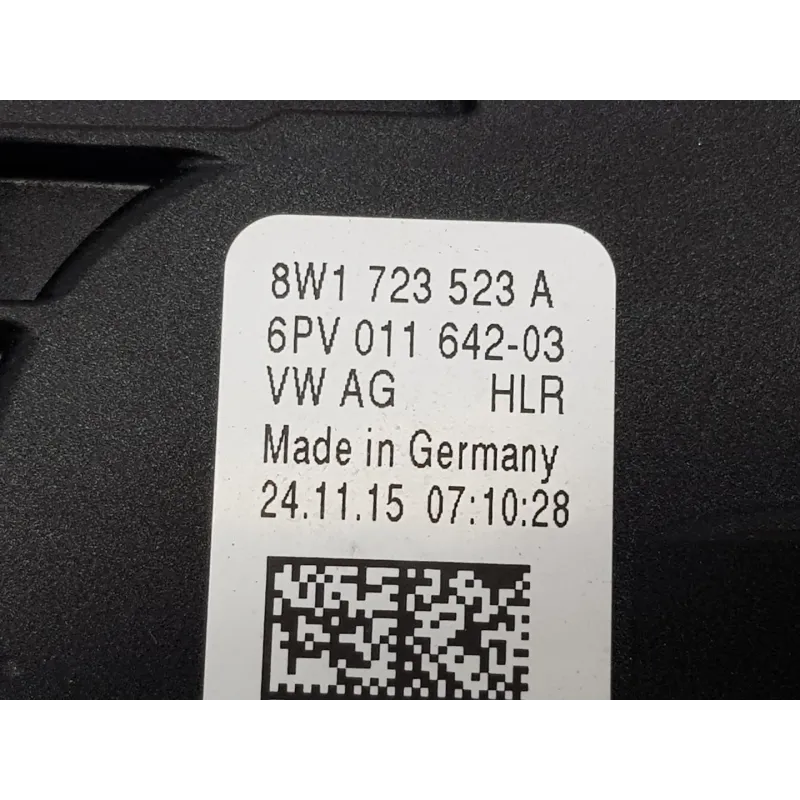 8W1 723 523 A
6PV 011 642-03
VW AG HLR
Made in Germany
24.11.15 07:10:28